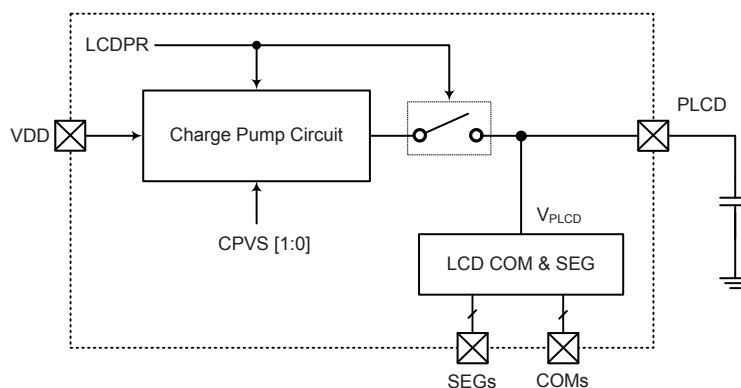 LCDPR
PLCD
VDD
Charge Pump Circuit
CPVS [1:0]
VPLCD
LCD COM & SEG
SEGs
COMs